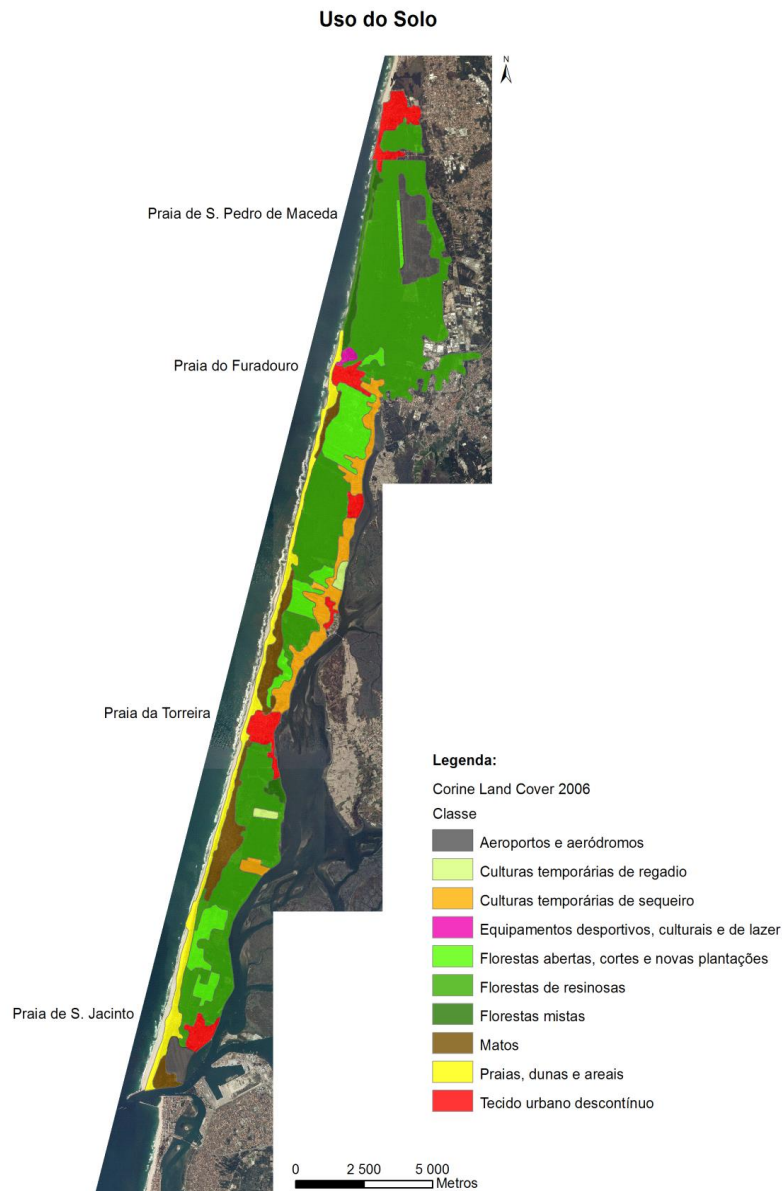 Uso do Solo
N
Praia de S. Pedro de Maceda
Praia do Furadouro
Praia da Torreira
Praia de S. Jacinto
Legenda:
Corine Land Cover 2006
Classe
Aeroportos e aeródromos
Culturas temporárias de regadio
Culturas temporárias de sequeiro
Equipamentos desportivos, culturais e de lazer
Florestas abertas, cortes e novas plantações
Florestas de resinosas
Florestas mistas
Matos
Praias, dunas e areais
Tecido urbano descontínuo
0 2 500 5 000
Metros